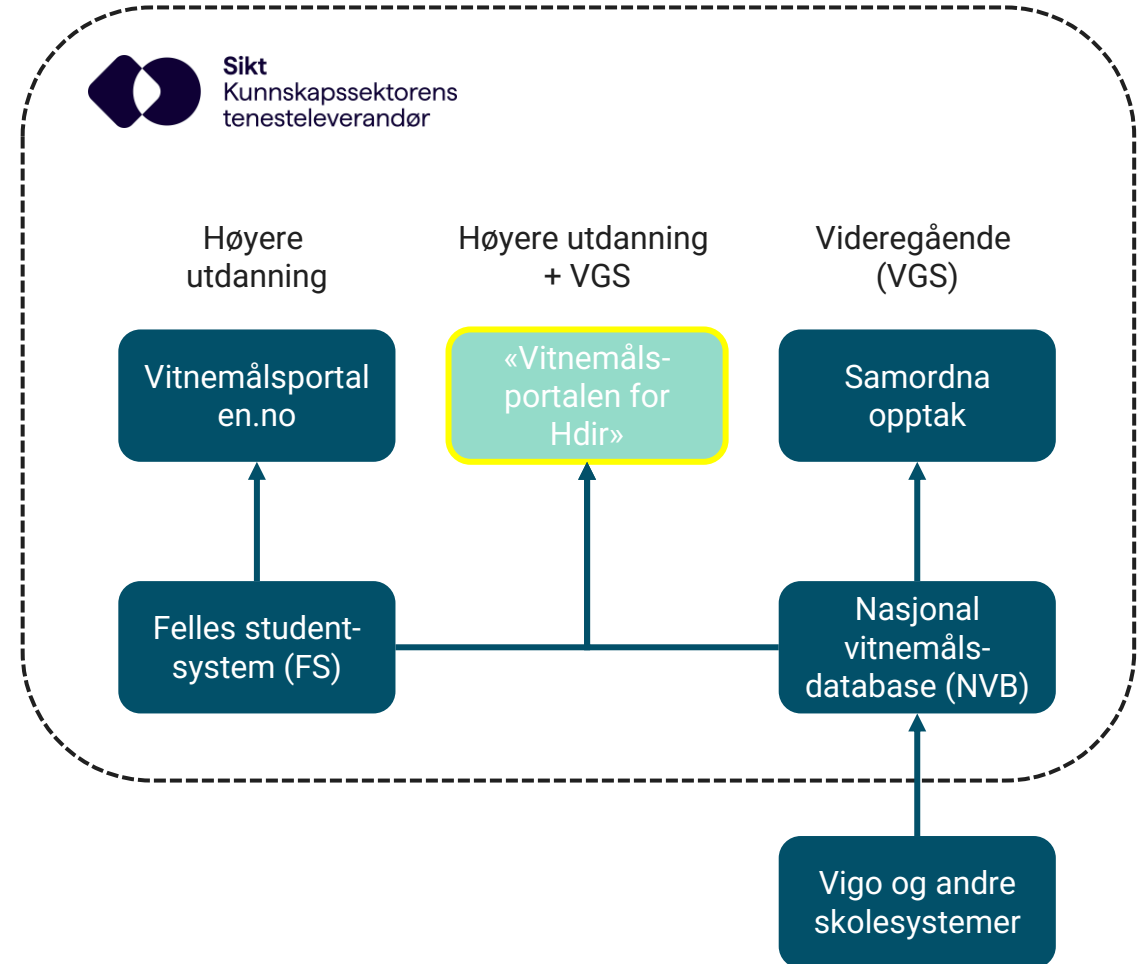 Sikt
Kunnskapssektorens
tenesteleverandør
Høyere
utdanning
Høyere utdanning
+ VGS
Videregående
(VGS)
Vitnemålsportal
en.no
«Vitnemåls-
portalen for
Hdir»
Samordna
opptak
Felles student-
system (FS)
Nasjonal
vitnemåls-
database (NVB)
Vigo og andre
skolesystemer